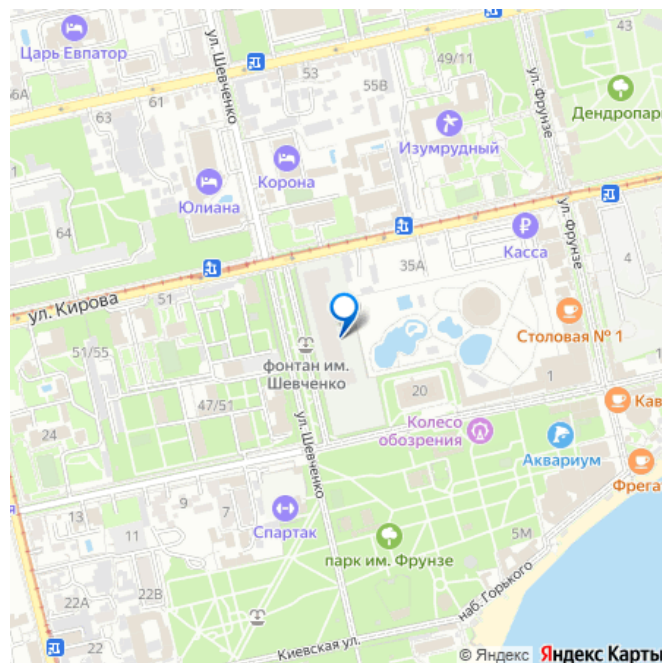 43
Царь Евпатор
ул. Шевченко
49/11
53
ул. Фрунзе
55В
66А
61
63
Дендропарк
Изумрудный
Корона
Юлиана
ул. Фрунзе
64
Касса
4
35А
ул. Кирова
51
Столовая № 1
фонтан им.
Шевченко
51/55
20
1
47/51
Кав
24
Колесо
обозрения
ул. Шевченко
Аквариум
Фрега
9
7
Спартак
11
5М
парк им. Фрунзе
22А
22В
наб. Горького
22
Киевская ул.
© Яндекс Яндекс Карты